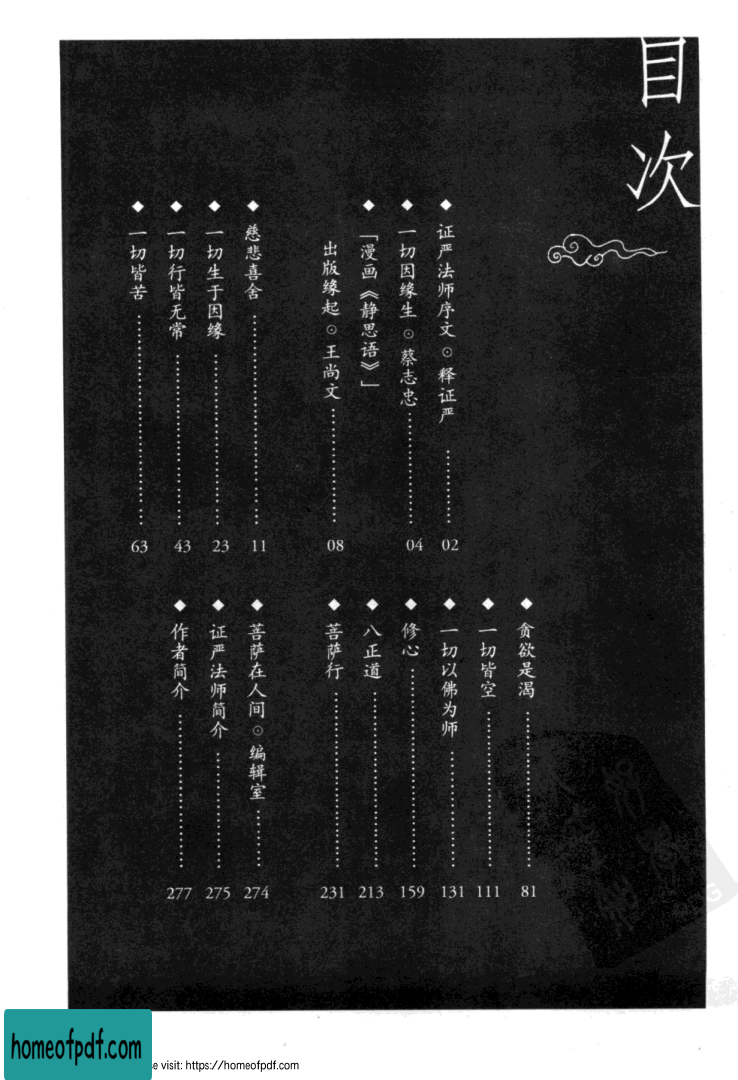 目次
◆ 证严法师序文 ⊙ 释证严 ………… 02
◆ 一切因缘生 ⊙ 蔡志忠 ………… 04
◆ 「漫画《静思语》」
出版缘起 ⊙ 王尚文 ………… 08
◆ 慈悲喜舍 ………… 11
◆ 一切生于因缘 ………… 23
◆ 一切行皆无常 ………… 43
◆ 一切皆苦 ………… 63
◆ 贪欲是渴 ………… 81
◆ 一切皆空 ………… 111
◆ 一切以佛为师 ………… 131
◆ 修心 ………… 159
◆ 八正道 ………… 213
◆ 菩萨行 ………… 231
◆ 菩萨在人间 ⊙ 编辑室 ………… 274
◆ 证严法师简介 ………… 275
◆ 作者简介 ………… 277
homeofpdf.com
visit: https://homeofpdf.com